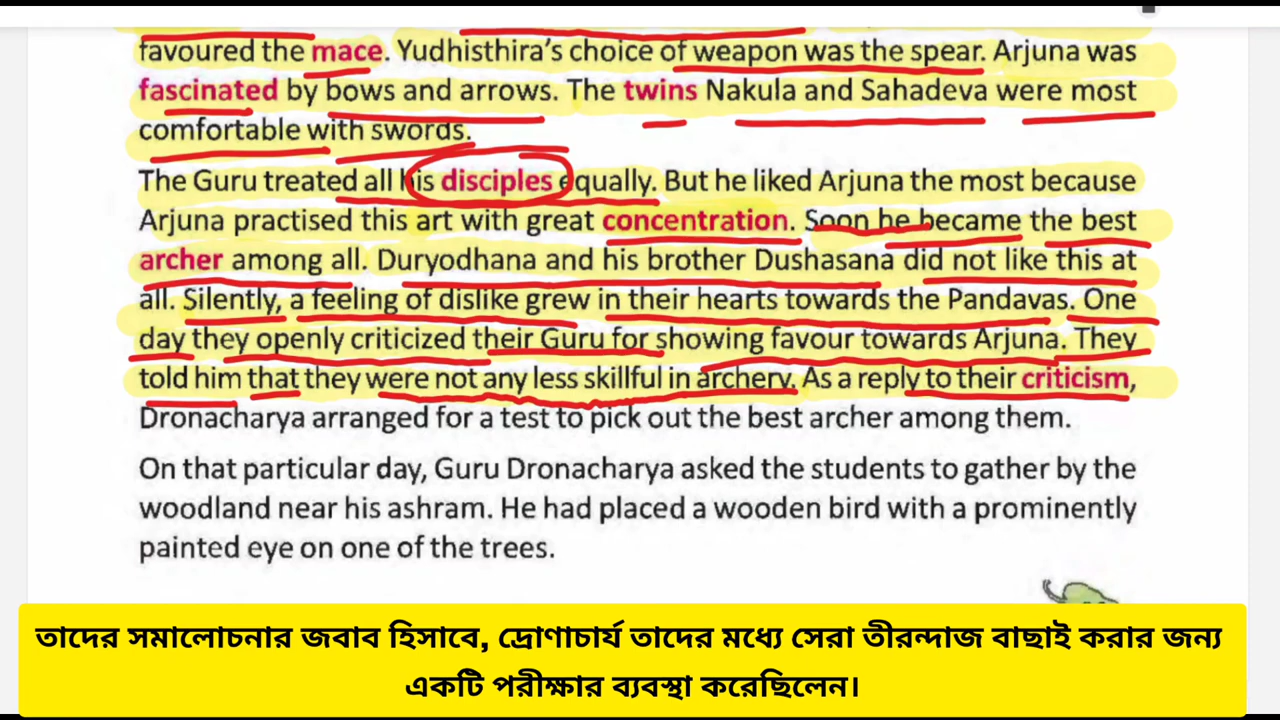 favoured the mace. Yudhisthira's choice of weapon was the spear. Arjuna was
fascinated by bows and arrows. The twins Nakula and Sahadeva were most
comfortable with swords.
The Guru treated all his disciples equally. But he liked Arjuna the most because
Arjuna practised this art with great concentration. Soon he became the best
archer among all. Duryodhana and his brother Dushasana did not like this at
all. Silently, a feeling of dislike grew in their hearts towards the Pandavas. One
day they openly criticized their Guru for showing favour towards Arjuna. They
told him that they were not any less skillful in archery. As a reply to their criticism,
Dronacharya arranged for a test to pick out the best archer among them.
On that particular day, Guru Dronacharya asked the students to gather by the
woodland near his ashram. He had placed a wooden bird with a prominently
painted eye on one of the trees.
তাদের সমালোচনার জবাব হিসাবে, দ্রোণাচার্য তাদের মধ্যে সেরা তীরন্দাজ বাছাই করার জন্য
একটি পরীক্ষার ব্যবস্থা করেছিলেন।